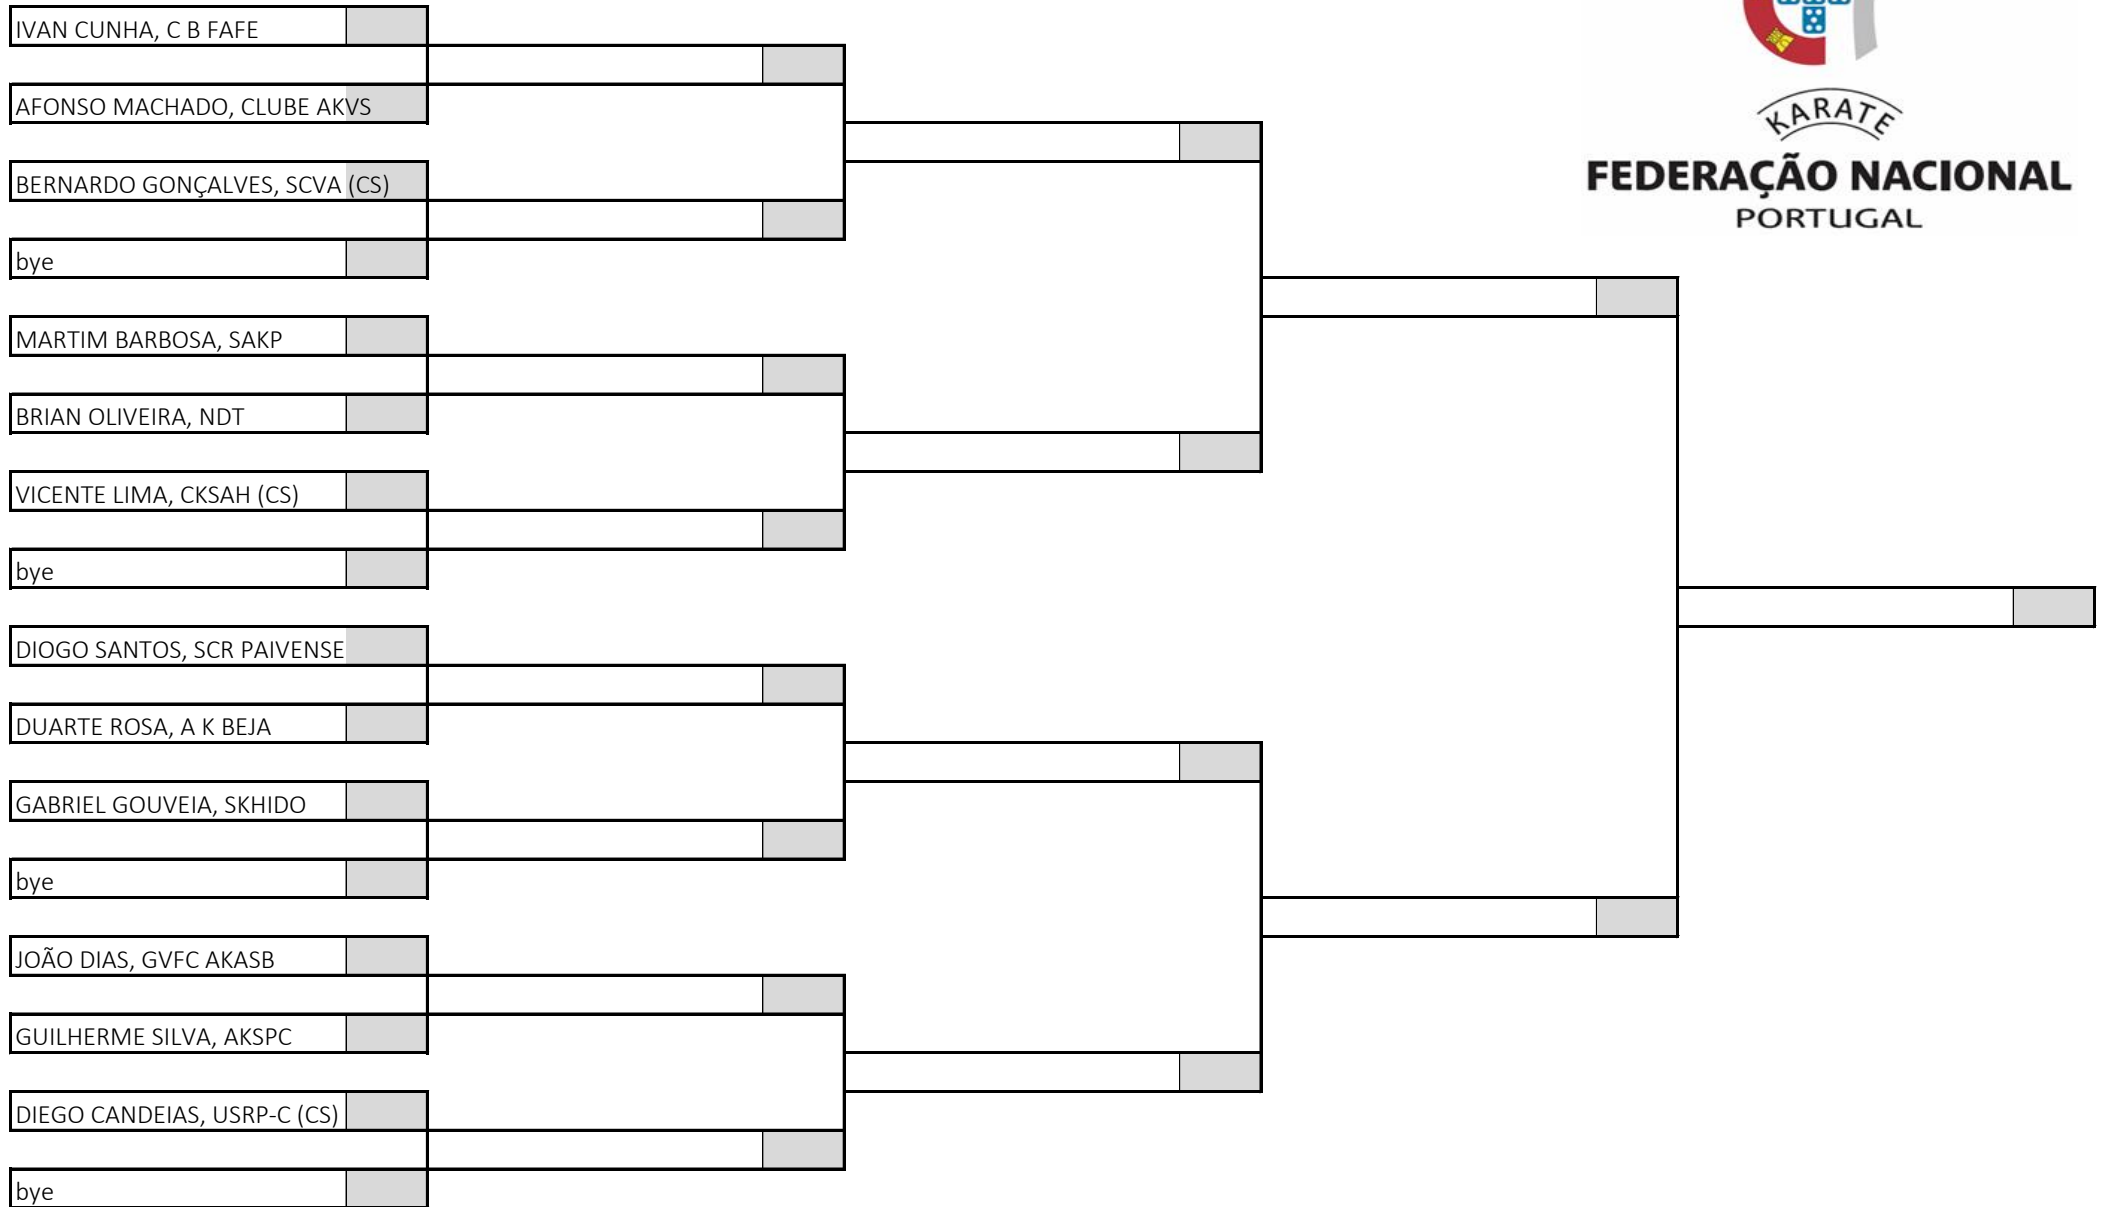 IVAN CUNHA, C B FAFE
AFONSO MACHADO, CLUBE AKVS
BERNARDO GONÇALVES, SCVA (CS)
bye
MARTIM BARBOSA, SAKP
BRIAN OLIVEIRA, NDT
VICENTE LIMA, CKSAH (CS)
bye
DIOGO SANTOS, SCR PAIVENSE
DUARTE ROSA, A K BEJA
GABRIEL GOUVEIA, SKHIDO
bye
JOÃO DIAS, GVFC AKASB
GUILHERME SILVA, AKSPC
DIEGO CANDEIAS, USRP-C (CS)
bye
KARATE
FEDERAÇÃO NACIONAL
PORTUGAL